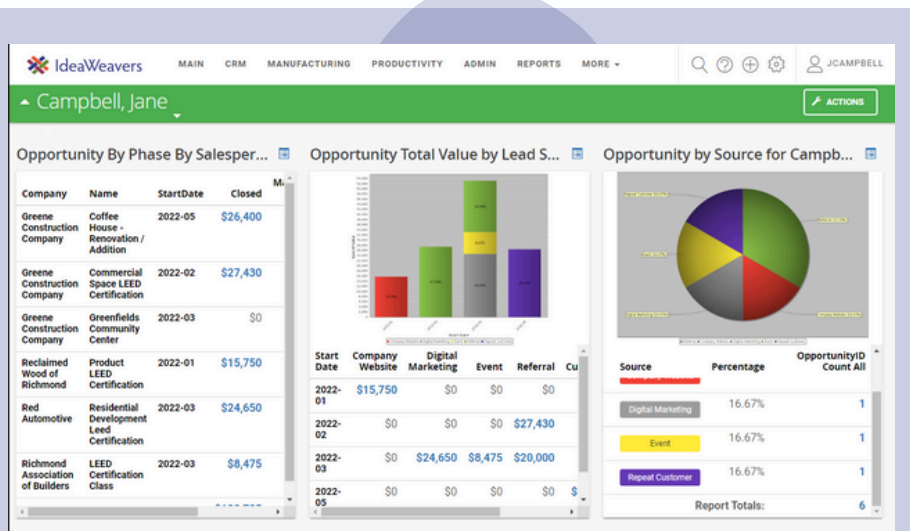 IdeaWeavers MAIN CRM MANUFACTURING PRODUCTIVITY ADMIN REPORTS MORE JCAMPBELL
Campbell, Jane ACTIONS
Opportunity By Phase By Salesper...
Company Name StartDate Closed
Greene Construction Company Coffee House - Renovation / Addition 2022-05 $26,400
Greene Construction Company Commercial Space LEED Certification 2022-02 $27,430
Greene Construction Company Greenfields Community Center 2022-03 $0
Reclaimed Wood of Richmond Product LEED Certification 2022-01 $15,750
Red Automotive Residential Development Leed Certification 2022-03 $24,650
Richmond Association of Builders LEED Certification Class 2022-03 $8,475
Opportunity Total Value by Lead S...
Start Date Company Website Digital Marketing Event Referral Cu
2022-01 $15,750 $0 $0 $0
2022-02 $0 $0 $0 $27,430
2022-03 $0 $24,650 $8,475 $20,000
2022-05 $0 $0 $0 $0 $
Opportunity by Source for Campb...
Source Percentage OpportunityID Count All
Digital Marketing 16.67% 1
Event 16.67% 1
Repeat Customer 16.67% 1
Report Totals: 6